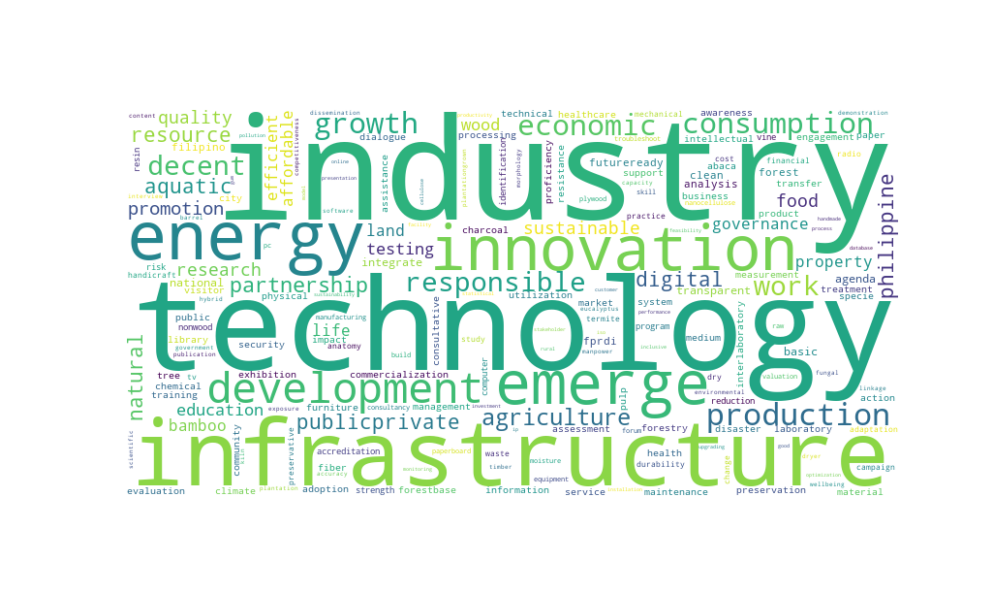 content
dissemination
technical
healthcare
mechanical
awareness
demonstration
quality
growth
wood
economic
consumption
resource
filipino
efficient
affordable
competitiveness
dialogue
processing
troubleshoot
intellectual
vine
engagement
paper
resin
pollution
industry
decent
online
assistance
identification
morphology
proficiency
resistance
futureready
support
cost
abaca
clean
financial
forest
radio
aquatic
city
presentation
plantationgrown
capacity
skill
analysis
business
transfer
nanocellulose
food
philippine
promotion
software
cellulose
plywood
practice
product
handmade
barrel
energy
land
charcoal
sustainable
feasibility
governance
process
pc
testing
innovation
database
risk
handicraft
research
integrate
property
national
visitor
partnership
responsible
digital
measurement
transparent
work
agenda
treatment
specie
hybrid
physical
sustainability
utilization
customer
market
eucalyptus
system
performance
public
nonwood
library
government
publication
security
manufacturing
life
impact
anatomy
consultative
technology
termite
program
medium
raw
study
stakeholder
fprdi
manpower
inclusive
interlaboratory
basic
natural
tree
tv
build
rural
exhibition
commercialization
computer
dry
valuation
fungal
chemical
training
development
emerge
pulp
environmental
reduction
linkage
action
education
exposure
furniture
consultancy
management
investment
agriculture
production
bamboo
community
publicprivate
assessment
forum
forestry
disaster
laboratory
adaptation
scientific
preservative
accreditation
infrastructure
paperboard
waste
health
upgrading
good
dryer
fiber
accuracy
monitoring
timber
moisture
durability
change
campaign
equipment
wellbeing
evaluation
climate
plantation
adoption
strength
forestbase
information
service
maintenance
preservation
material